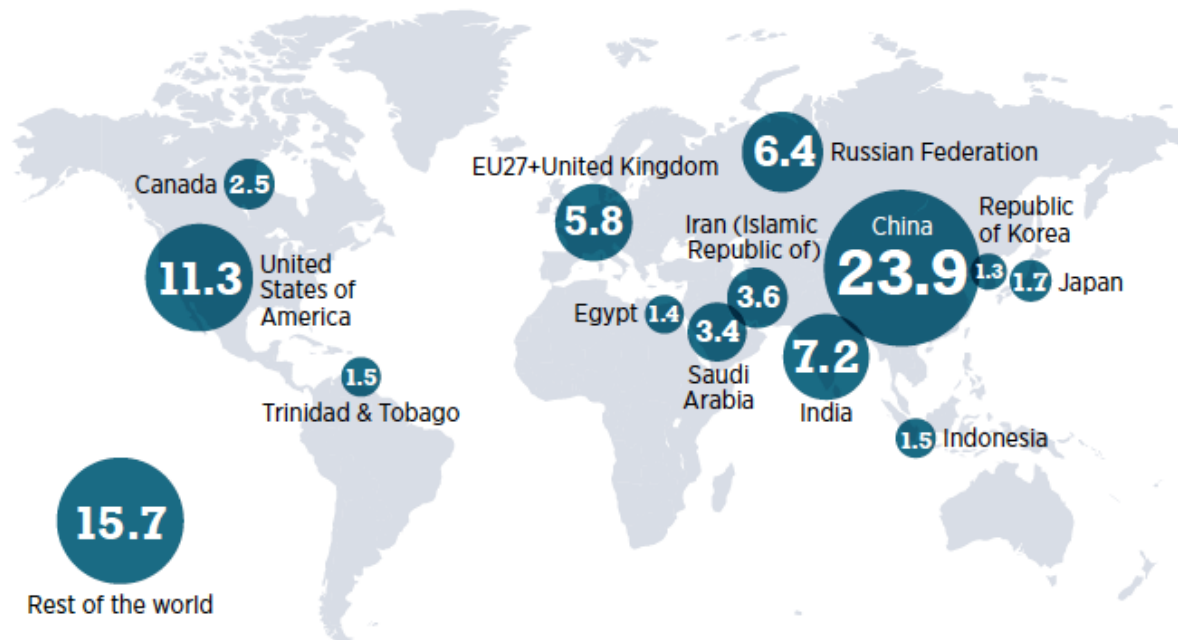 Canada 2.5
11.3
United
States of
America
1.5
Trinidad & Tobago
15.7
Rest of the world
EU27+United Kingdom
5.8
6.4 Russian Federation
Iran (Islamic
Republic of)
3.6
Egypt 1.4
3.4
Saudi
Arabia
China
23.9
Republic
of Korea
1.3
1.7 Japan
7.2
India
1.5 Indonesia